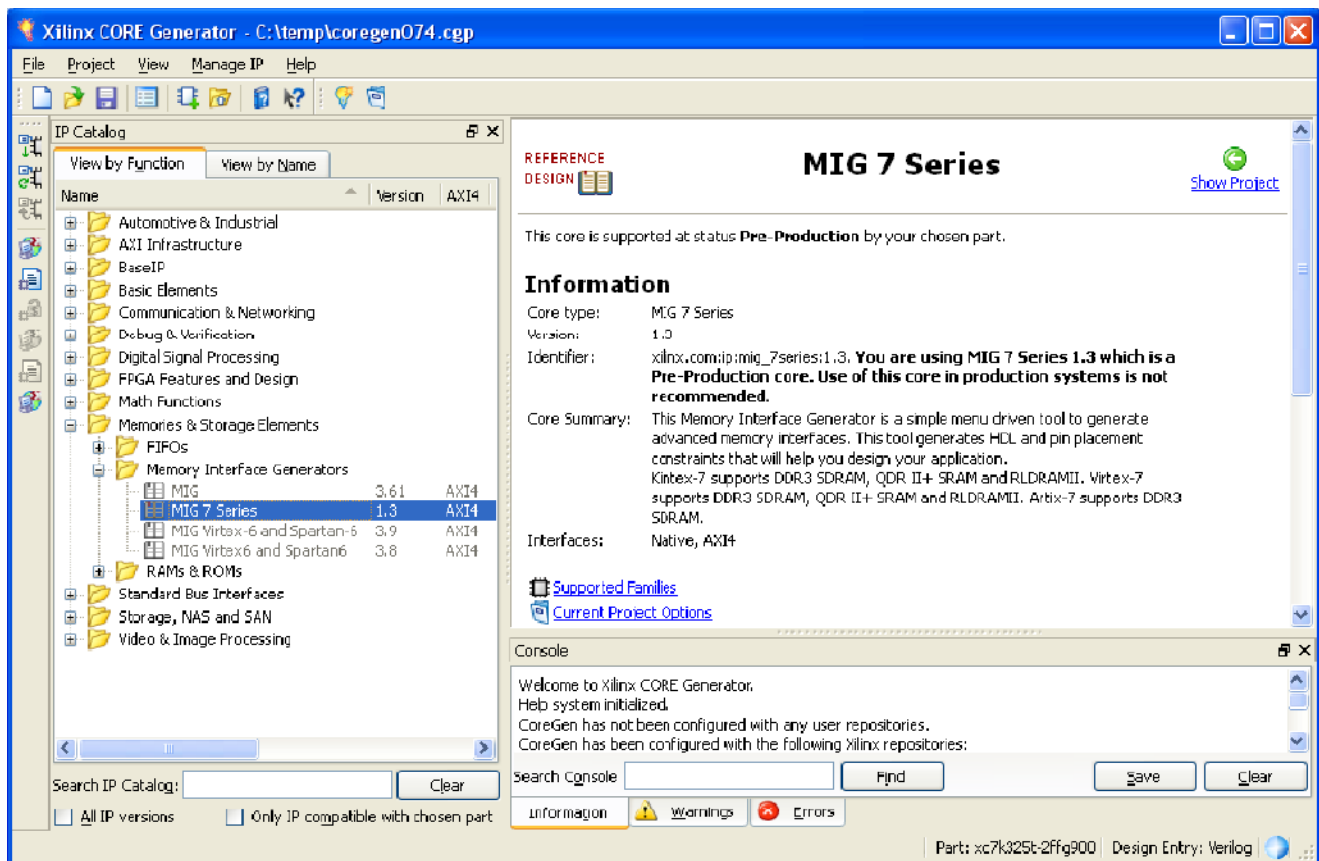 Xilinx CORE Generator - C:\temp\coregen074.cgp
File Project View Manage IP Help
IP Catalog
View by Function View by Name
Name Version AXI4
Automotive & Industrial
AXI Infrastructure
BaseIP
Basic Elements
Communication & Networking
Debug & Verification
Digital Signal Processing
FPGA Features and Design
Math Functions
Memories & Storage Elements
FIFOs
Memory Interface Generators
MIG 3.61 AXI4
MIG 7 Series 1.3 AXI4
MIG Virtex-6 and Spartan-6 3.9 AXI4
MIG Virtex6 and Spartan6 3.8 AXI4
RAMs & ROMs
Standard Bus Interfaces
Storage, NAS and SAN
Video & Image Processing
Search IP Catalog: Clear
All IP versions Only IP compatible with chosen part
REFERENCE
DESIGN
MIG 7 Series
Show Project
This core is supported at status Pre-Production by your chosen part.
Information
Core type: MIG 7 Series
Version: 1.3
Identifier: xilinx.com:ip:mig_7series:1.3. You are using MIG 7 Series 1.3 which is a
Pre-Production core. Use of this core in production systems is not
recommended.
Core Summary: This Memory Interface Generator is a simple menu driven tool to generate
advanced memory interfaces. This tool generates HDL and pin placement
constraints that will help you design your application.
Kintex-7 supports DDR3 SDRAM, QDR II+ SRAM and RLDRAMII. Virtex-7
supports DDR3 SDRAM, QDR II+ SRAM and RLDRAMII. Artix-7 supports DDR3
SDRAM.
Interfaces: Native, AXI4
Supported Families
Current Project Options
Console
Welcome to Xilinx CORE Generator.
Help system initialized.
CoreGen has not been configured with any user repositories.
CoreGen has been configured with the following Xilinx repositories:
Search Console Find Save Clear
Information Warnings Errors
Part: xc7k325t-2ffg900 Design Entry: Verilog